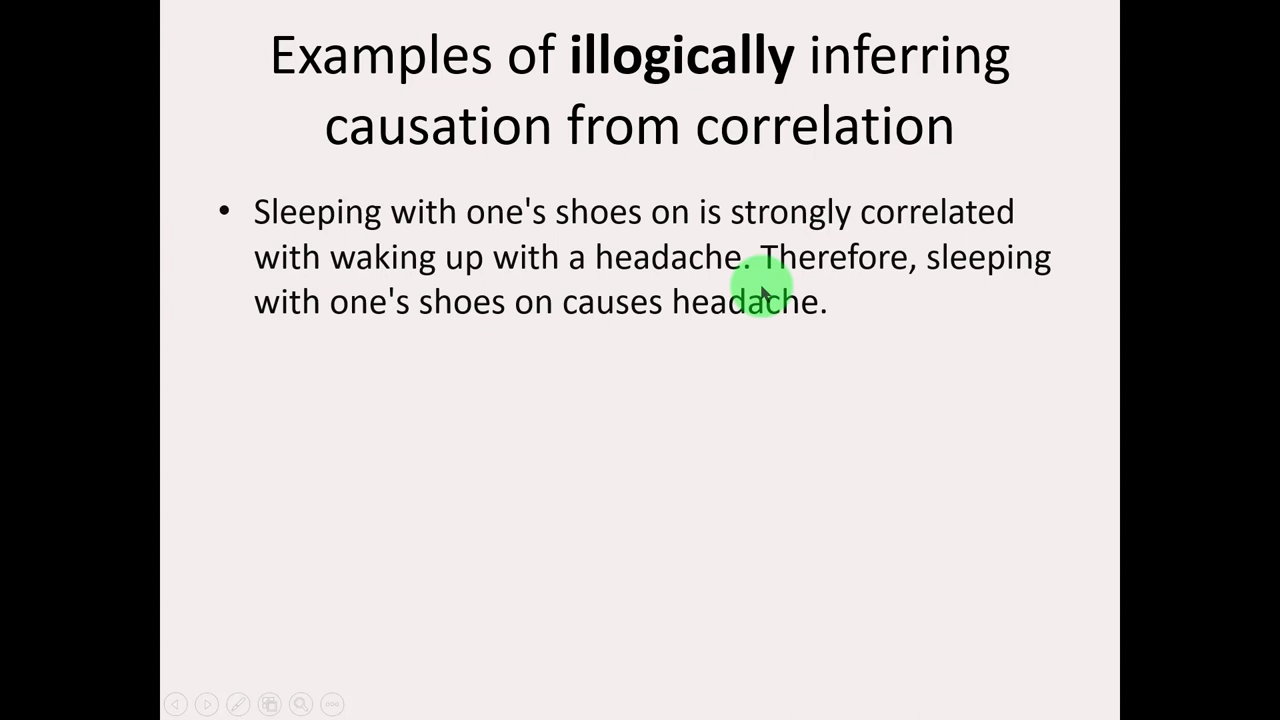 Examples of illogically inferring
causation from correlation
• Sleeping with one's shoes on is strongly correlated
with waking up with a headache. Therefore, sleeping
with one's shoes on causes headache.